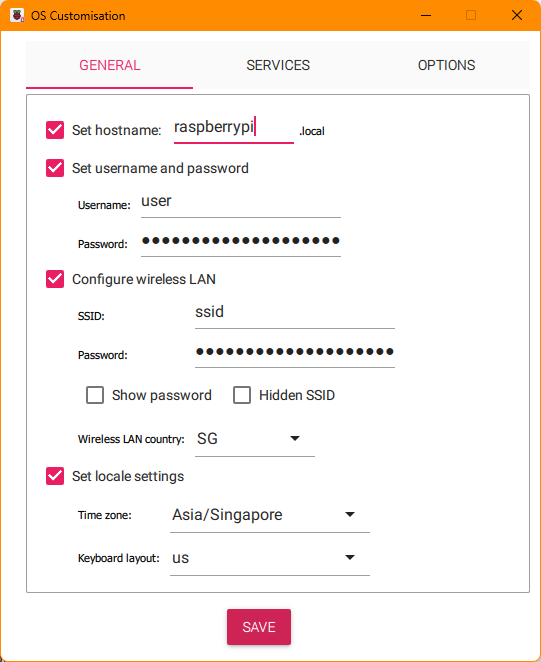 OS Customisation
GENERAL SERVICES OPTIONS
Set hostname: raspberrypi .local
Set username and password
Username: user
Password: ●●●●●●●●●●●●●●●●●●●●
Configure wireless LAN
SSID: ssid
Password: ●●●●●●●●●●●●●●●●●●●●
Show password Hidden SSID
Wireless LAN country: SG
Set locale settings
Time zone: Asia/Singapore
Keyboard layout: us
SAVE